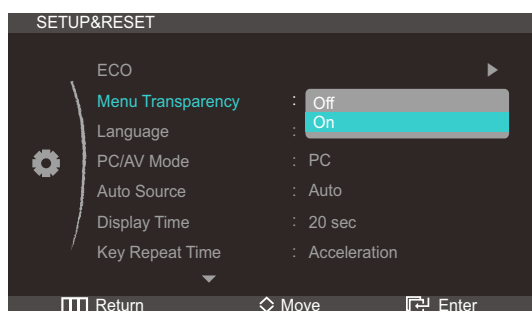 SETUP&RESET
ECO
Menu Transparency : Off
On
Language :
PC/AV Mode : PC
Auto Source : Auto
Display Time : 20 sec
Key Repeat Time : Acceleration
Return Move Enter